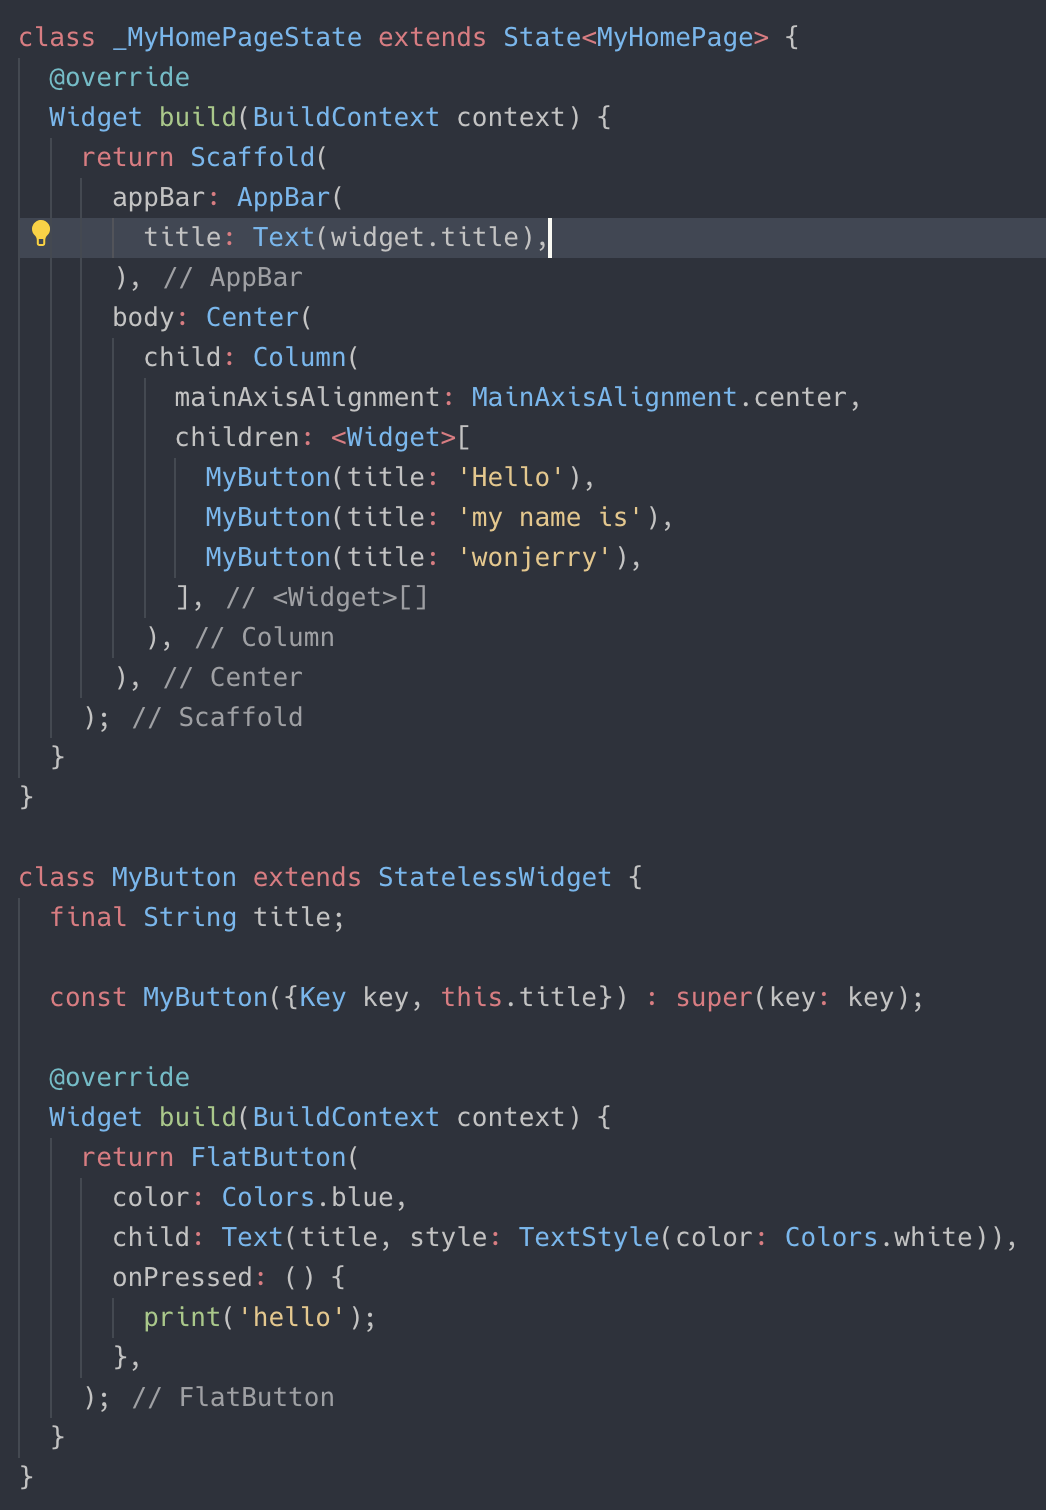 class _MyHomePageState extends State<MyHomePage> {
  @override
  Widget build(BuildContext context) {
    return Scaffold(
      appBar: AppBar(
        title: Text(widget.title),
      ), // AppBar
      body: Center(
        child: Column(
          mainAxisAlignment: MainAxisAlignment.center,
          children: <Widget>[
            MyButton(title: 'Hello'),
            MyButton(title: 'my name is'),
            MyButton(title: 'wonjerry'),
          ], // <Widget>[]
        ), // Column
      ), // Center
    ); // Scaffold
  }
}

class MyButton extends StatelessWidget {
  final String title;

  const MyButton({Key key, this.title}) : super(key: key);

  @override
  Widget build(BuildContext context) {
    return FlatButton(
      color: Colors.blue,
      child: Text(title, style: TextStyle(color: Colors.white)),
      onPressed: () {
        print('hello');
      },
    ); // FlatButton
  }
}